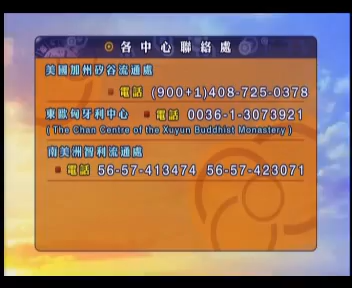 各中心聯絡處
美國加州矽谷流通處
電話 (900+1)408-725-0378
東歐匈牙利中心 電話 0036-1-3073921
( The Chan Centre of the Xuyun Buddhist Monastery )
南美洲智利流通處
電話 56-57-413474 56-57-423071